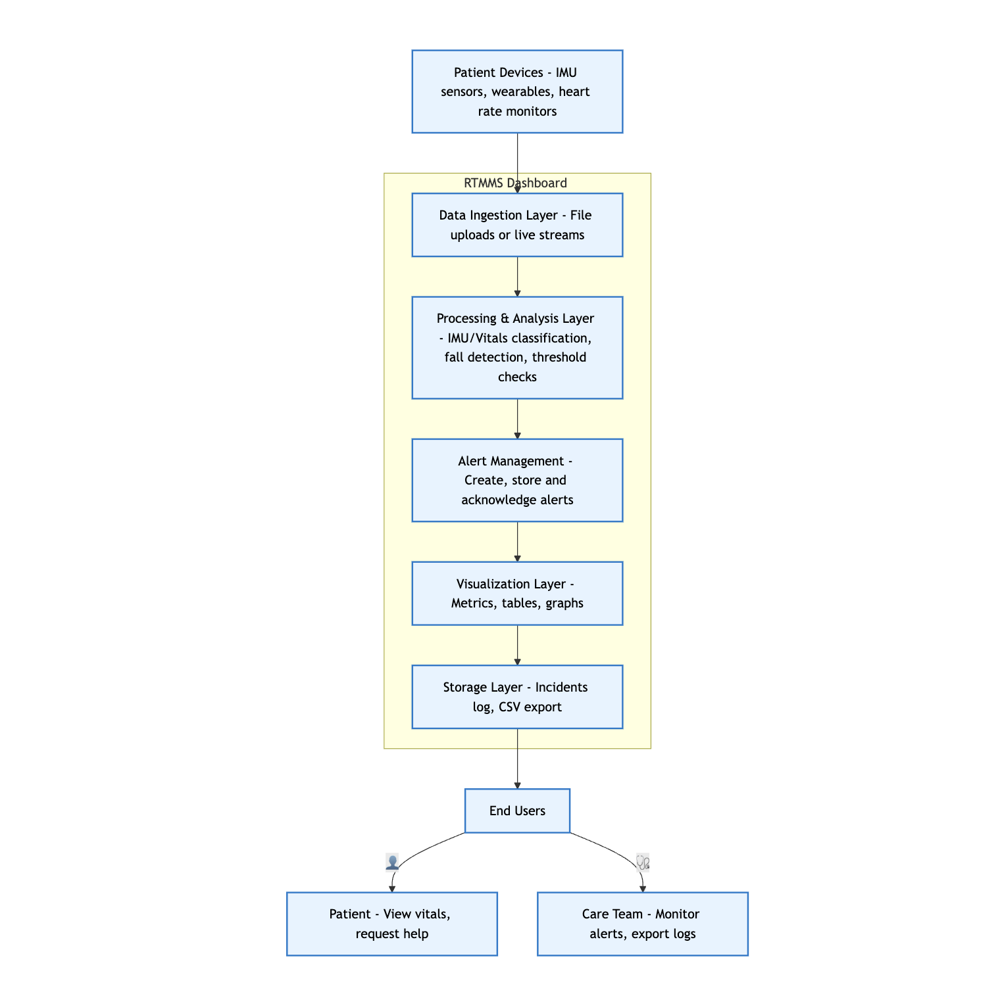 Patient Devices - IMU
sensors, wearables, heart
rate monitors
RTMMS Dashboard
Data Ingestion Layer - File
uploads or live streams
Processing & Analysis Layer
- IMU/Vitals classification,
fall detection, threshold
checks
Alert Management -
Create, store and
acknowledge alerts
Visualization Layer -
Metrics, tables, graphs
Storage Layer - Incidents
log, CSV export
End Users
Patient - View vitals,
request help
Care Team - Monitor
alerts, export logs